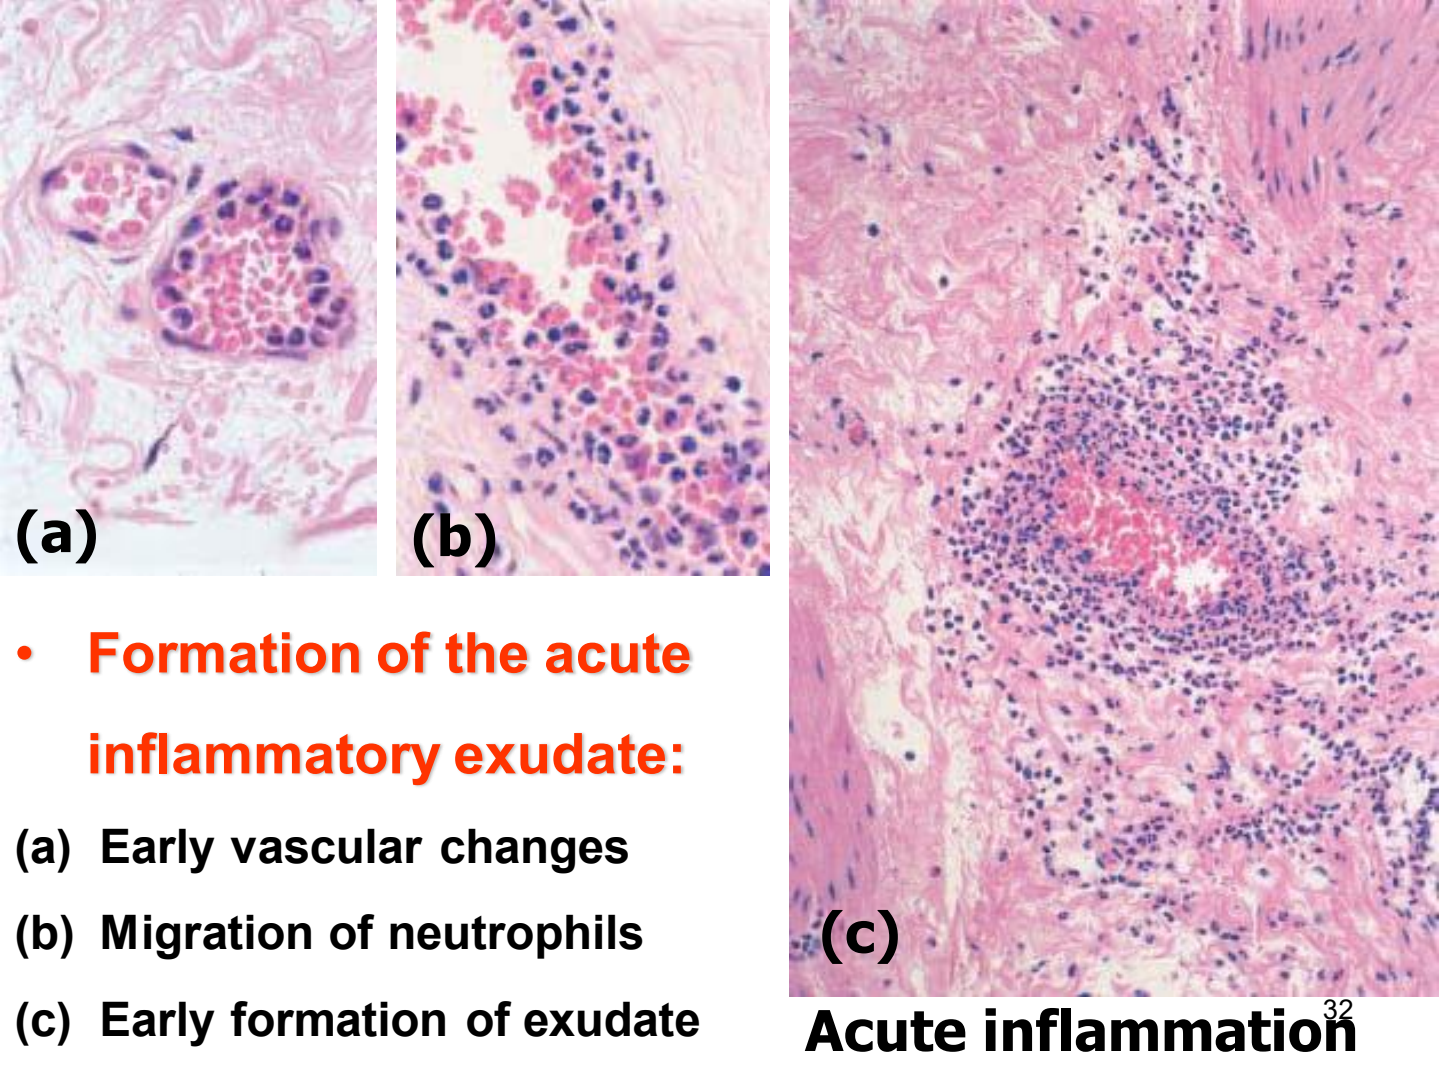 (a)
(b)
(c)
• Formation of the acute
inflammatory exudate:
(a) Early vascular changes
(b) Migration of neutrophils
(c) Early formation of exudate
Acute inflammation
32